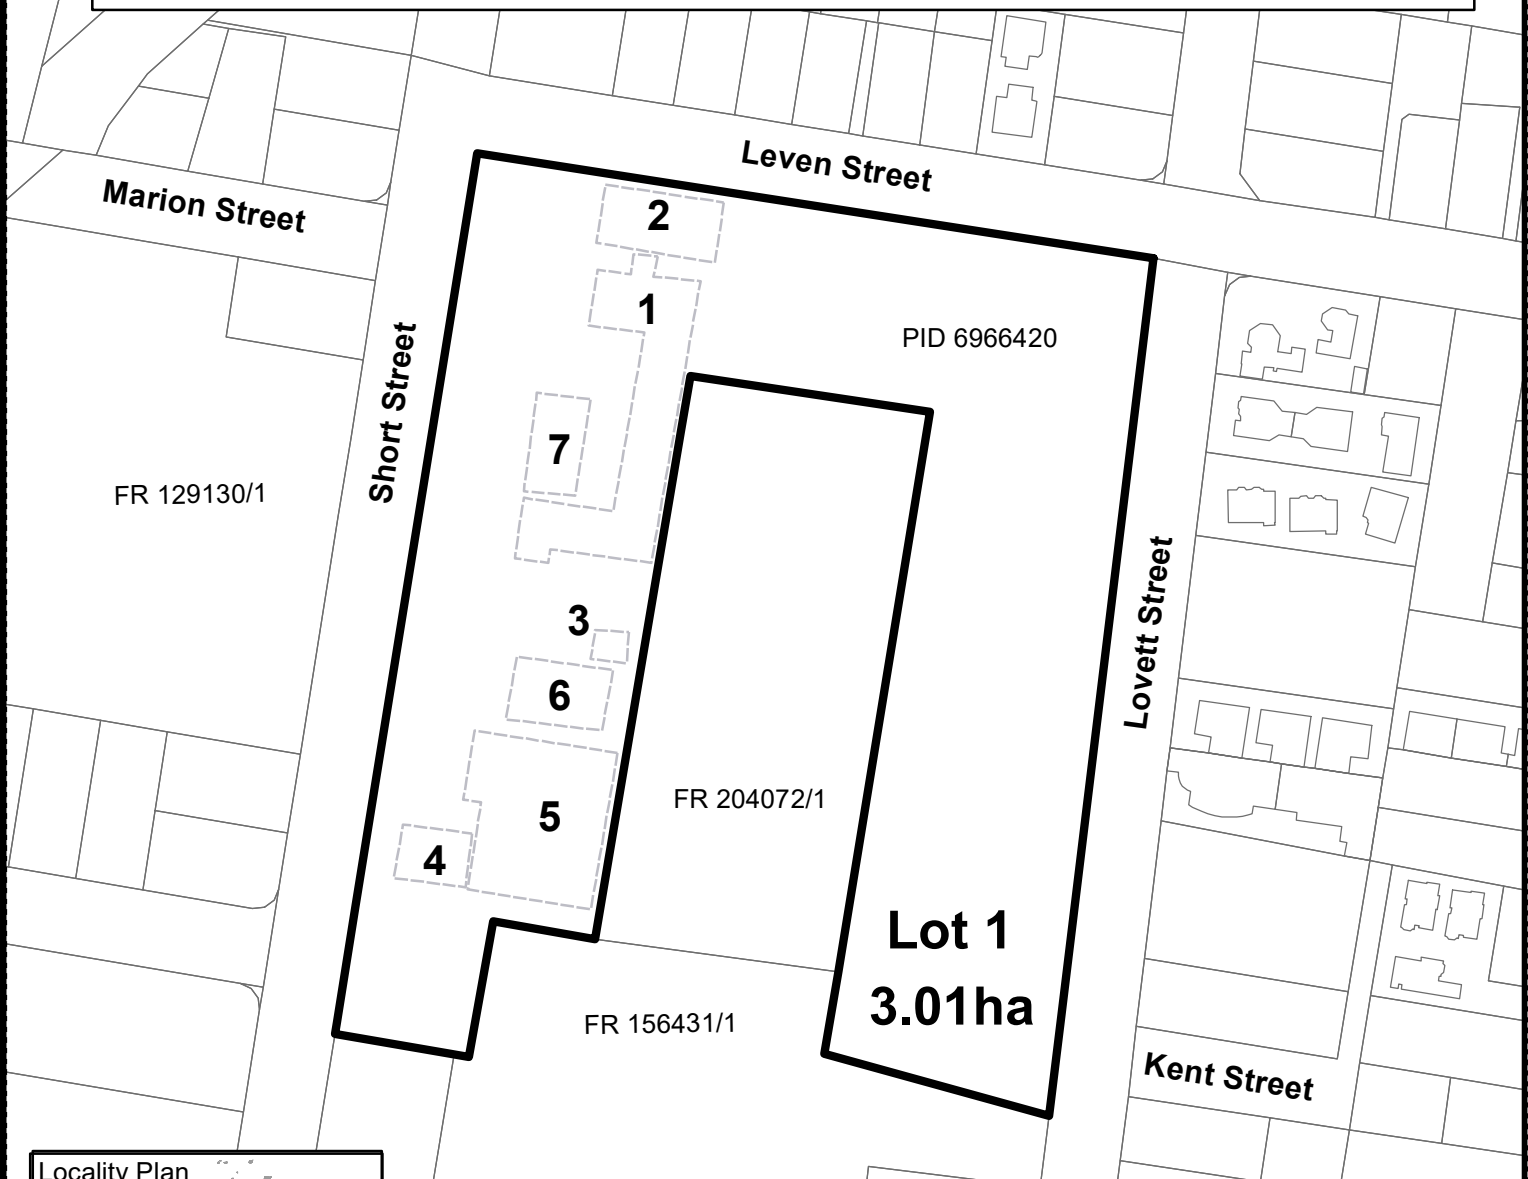 Leven Street
Marion Street
2
1
PID 6966420
Short Street
7
FR 129130/1
3
Lovett Street
6
FR 204072/1
5
4
Lot 1
3.01ha
FR 156431/1
Kent Street
Locality Plan